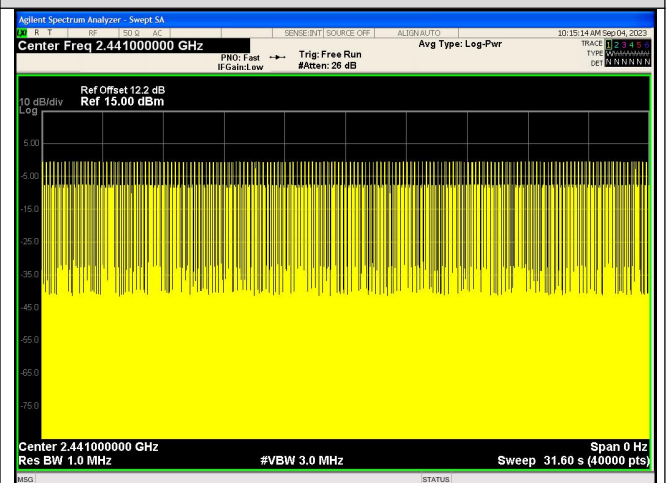 Agilent Spectrum Analyzer - Swept SA
LXI R T RF 50 Ω AC SENSE:INT SOURCE OFF ALIGN AUTO 10:15:14 AM Sep 04, 2023
Center Freq 2.441000000 GHz Avg Type: Log-Pwr TRACE 1 2 3 4 5 6
PNO: Fast Trig: Free Run TYPE W
IFGain:Low #Atten: 26 dB DET N N N N N N
Ref Offset 12.2 dB
10 dB/div Ref 15.00 dBm
Log
5.00
-5.00
-15.0
-25.0
-35.0
-45.0
-55.0
-65.0
-75.0
Center 2.441000000 GHz Span 0 Hz
Res BW 1.0 MHz #VBW 3.0 MHz Sweep 31.60 s (40000 pts)
MSG STATUS